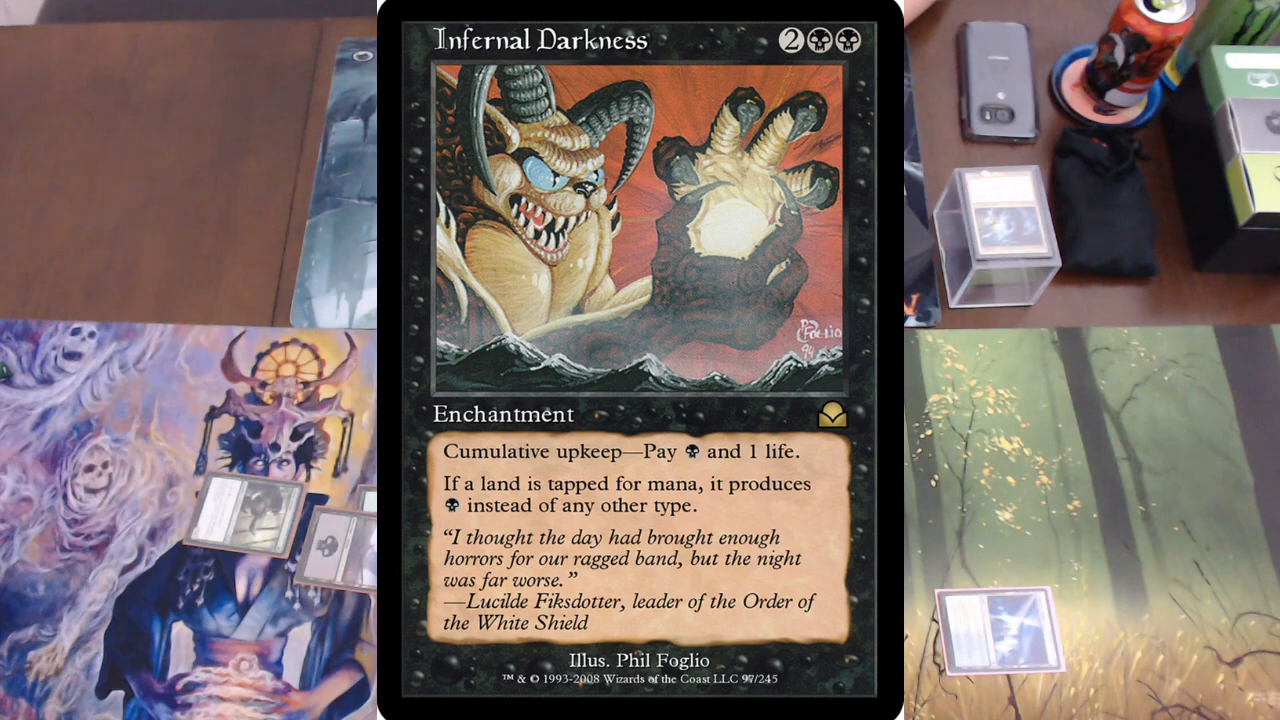 Infernal Darkness 2
PS
Foglio
94
Enchantment
Cumulative upkeep—Pay and 1 life.
If a land is tapped for mana, it produces
instead of any other type.
“I thought the day had brought enough
horrors for our ragged band, but the night
was far worse.”
—Lucilde Fiksdotter, leader of the Order of
the White Shield
Illus. Phil Foglio
™ & © 1993-2008 Wizards of the Coast LLC 97/245